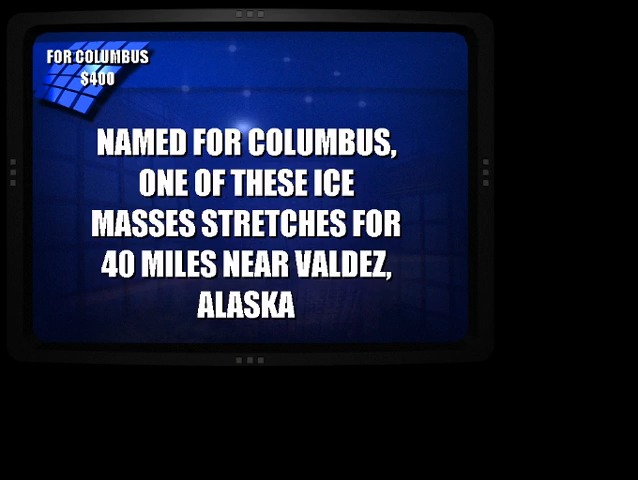 FOR COLUMBUS
$400
NAMED FOR COLUMBUS,
ONE OF THESE ICE
MASSES STRETCHES FOR
40 MILES NEAR VALDEZ,
ALASKA